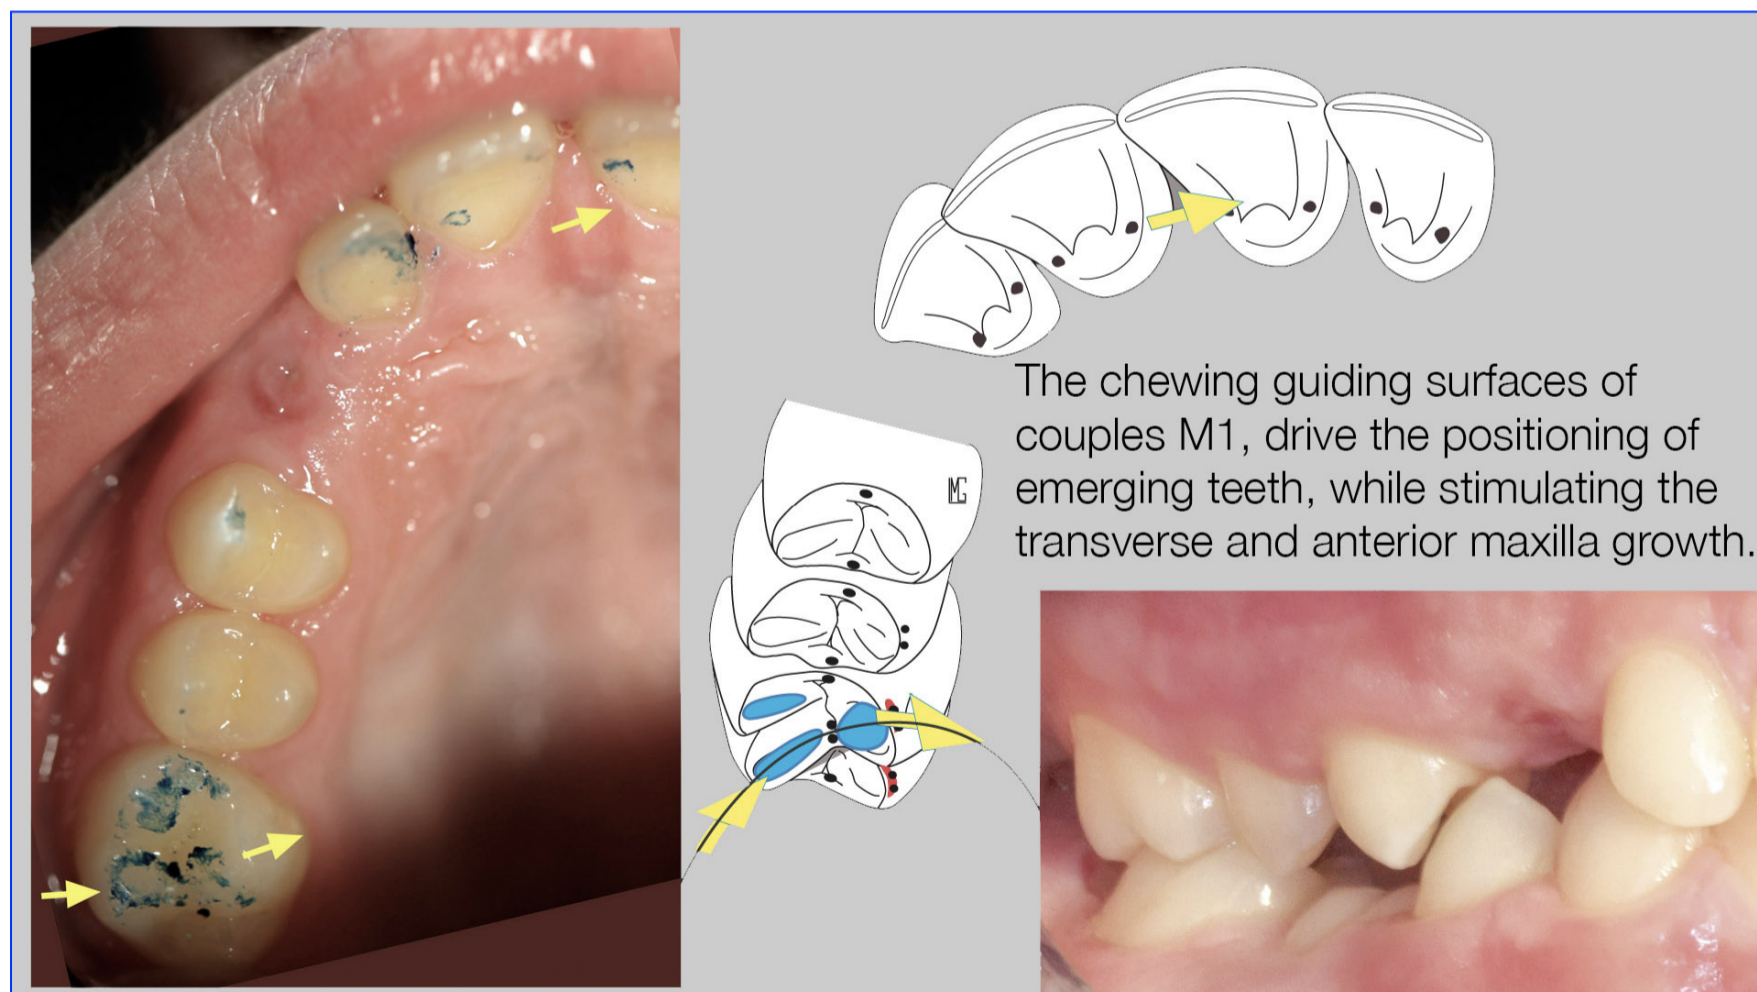 The chewing guiding surfaces of
couples M1, drive the positioning of
emerging teeth, while stimulating the
transverse and anterior maxilla growth.